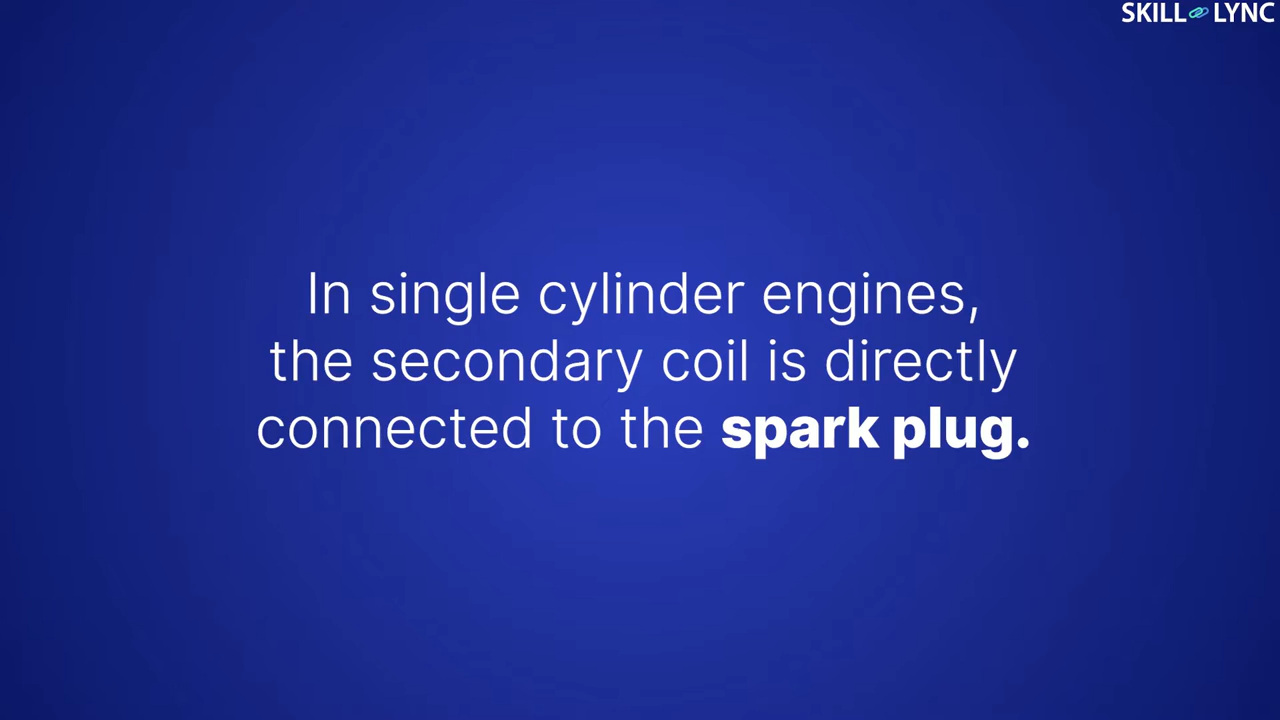 SKILL LYNC
In single cylinder engines,
the secondary coil is directly
connected to the spark plug.